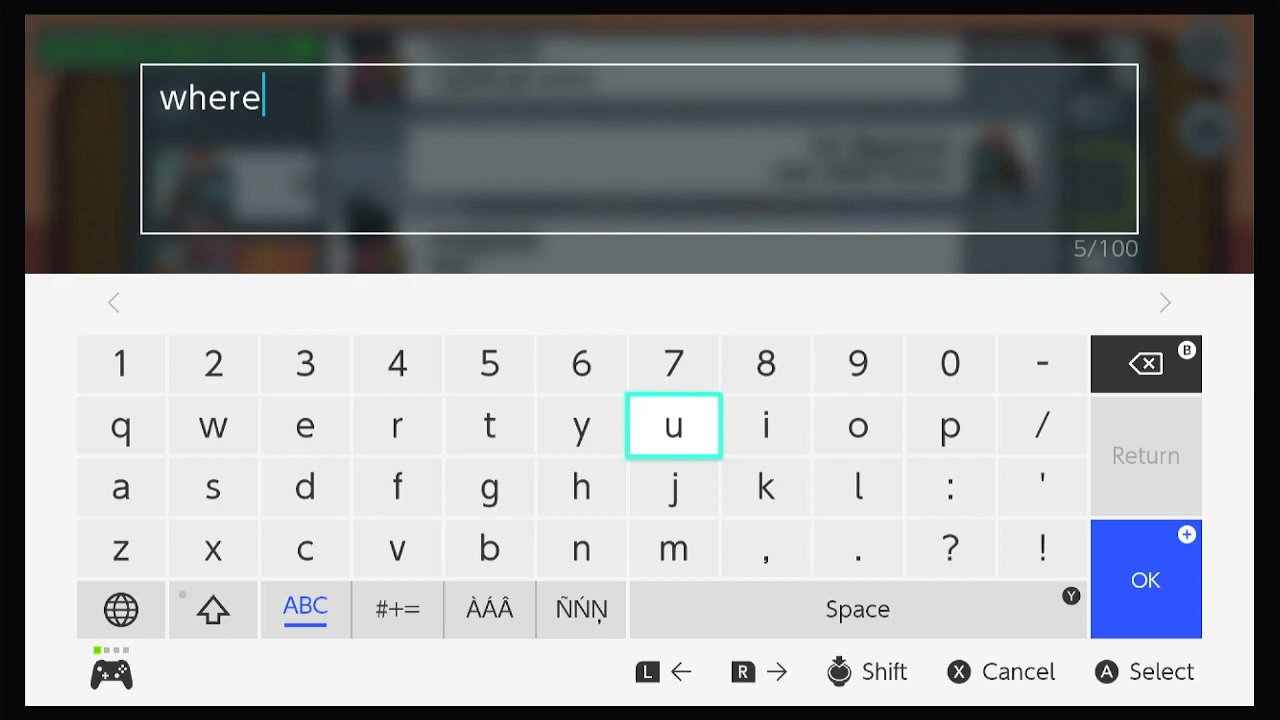 where
5/100
1 2 3 4 5 6 7 8 9 0 - B
q w e r t y u i o p / Return
a s d f g h j k l : '
z x c v b n m , . ? ! OK +
ABC #+= ÀÁÂ ÑŃŅ Space Y
L ← R → Shift X Cancel A Select